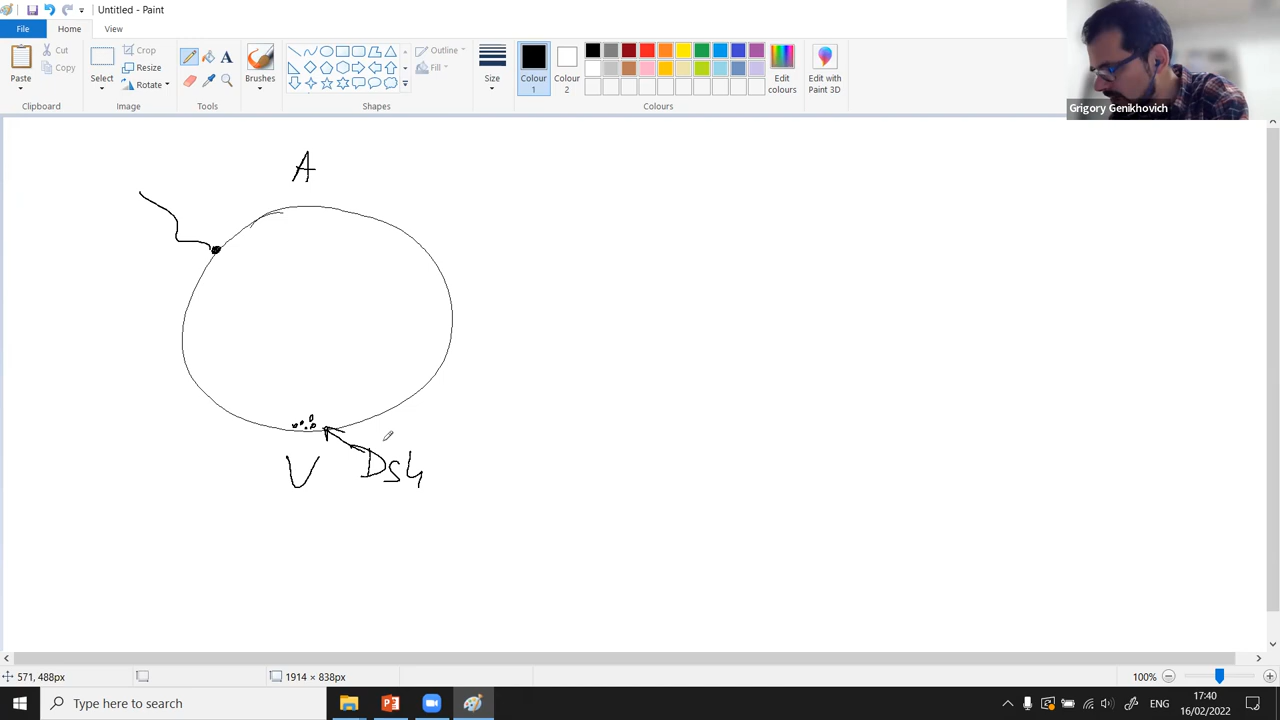 Untitled - Paint
File
Home
View
Paste
Cut
Copy
Clipboard
Select
Crop
Resize
Rotate
Image
Tools
Brushes
Shapes
Outline
Fill
Size
Colour 1
Colour 2
Edit colours
Colours
Edit with Paint 3D
Grigory Genikhovich
A
V
Dsh
571, 488px
1914 × 838px
100%
Type here to search
ENG
17:40
16/02/2022